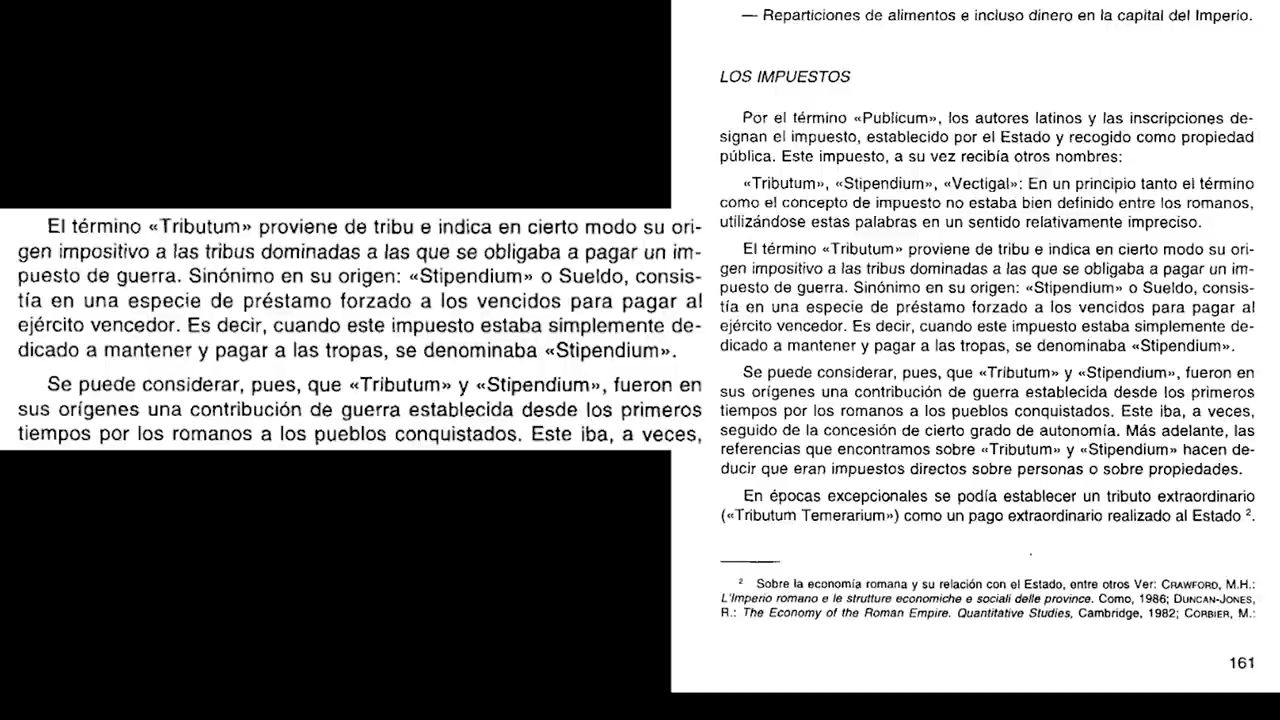 El término «Tributum» proviene de tribu e indica en cierto modo su ori-
gen impositivo a las tribus dominadas a las que se obligaba a pagar un im-
puesto de guerra. Sinónimo en su origen: «Stipendium» o Sueldo, consis-
tía en una especie de préstamo forzado a los vencidos para pagar al
ejército vencedor. Es decir, cuando este impuesto estaba simplemente de-
dicado a mantener y pagar a las tropas, se denominaba «Stipendium».
Se puede considerar, pues, que «Tributum» y «Stipendium», fueron en
sus orígenes una contribución de guerra establecida desde los primeros
tiempos por los romanos a los pueblos conquistados. Este iba, a veces,
— Reparticiones de alimentos e incluso dinero en la capital del Imperio.
LOS IMPUESTOS
Por el término «Publicum», los autores latinos y las inscripciones de-
signan el impuesto, establecido por el Estado y recogido como propiedad
pública. Este impuesto, a su vez recibía otros nombres:
«Tributum», «Stipendium», «Vectigal»: En un principio tanto el término
como el concepto de impuesto no estaba bien definido entre los romanos,
utilizándose estas palabras en un sentido relativamente impreciso.
El término «Tributum» proviene de tribu e indica en cierto modo su ori-
gen impositivo a las tribus dominadas a las que se obligaba a pagar un im-
puesto de guerra. Sinónimo en su origen: «Stipendium» o Sueldo, consis-
tía en una especie de préstamo forzado a los vencidos para pagar al
ejército vencedor. Es decir, cuando este impuesto estaba simplemente de-
dicado a mantener y pagar a las tropas, se denominaba «Stipendium».
Se puede considerar, pues, que «Tributum» y «Stipendium», fueron en
sus orígenes una contribución de guerra establecida desde los primeros
tiempos por los romanos a los pueblos conquistados. Este iba, a veces,
seguido de la concesión de cierto grado de autonomía. Más adelante, las
referencias que encontramos sobre «Tributum» y «Stipendium» hacen de-
ducir que eran impuestos directos sobre personas o sobre propiedades.
En épocas excepcionales se podía establecer un tributo extraordinario
(«Tributum Temerarium») como un pago extraordinario realizado al Estado ².
² Sobre la economía romana y su relación con el Estado, entre otros Ver: CRAWFORD, M.H.:
L'Imperio romano e le strutture economiche e sociali delle province. Como, 1986; DUNCAN-JONES,
R.: The Economy of the Roman Empire. Quantitative Studies, Cambridge, 1982; CORBIER, M.:
161